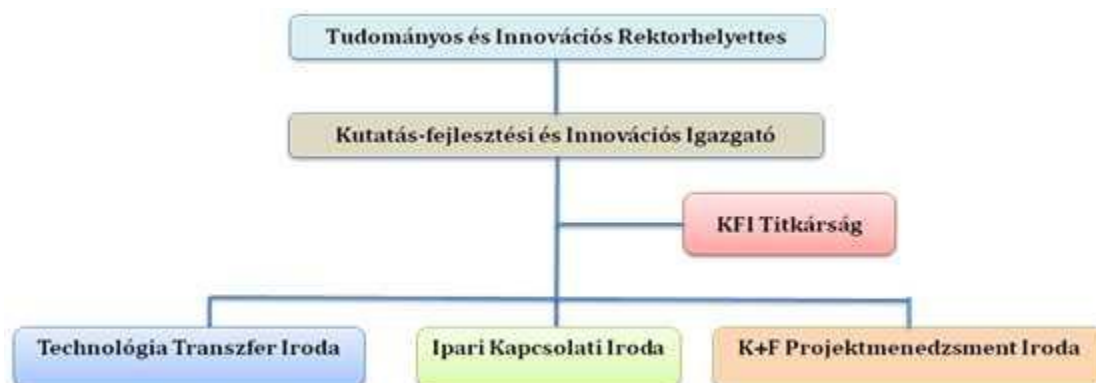 Tudományos és Innovációs Rektorhelyettes
Kutatás-fejlesztési és Innovációs Igazgató
KFI Titkárság
Technológia Transzfer Iroda
Ipari Kapcsolati Iroda
K+F Projektmenedzsment Iroda